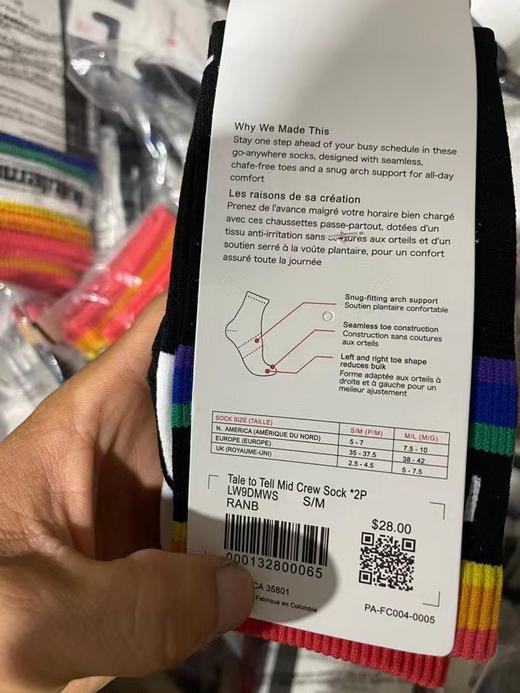 Why We Made This
Stay one step ahead of your busy schedule in these
go-anywhere socks, designed with seamless,
chafe-free toes and a snug arch support for all-day
comfort
Les raisons de sa création
Prenez de l'avance malgré votre horaire bien chargé
avec ces chaussettes passe-partout, dotées d'un
tissu anti-irritation sans coutures aux orteils et d'un
soutien serré à la voûte plantaire, pour un confort
assuré toute la journée
Snug-fitting arch support
Soutien plantaire confortable
Seamless toe construction
Construction sans coutures
aux orteils
Left and right toe shape
reduces bulk
Forme adaptée aux orteils à
droite et à gauche pour un
meilleur ajustement
SOCK SIZE (TAILLE) S/M (P/M) M/L (M/G)
N. AMERICA (AMÉRIQUE DU NORD) 5 - 7 7.5 - 10
EUROPE (EUROPE) 35 - 37.5 38 - 42
UK (ROYAUME-UNI) 2.5 - 4.5 5 - 7.5
Tale to Tell Mid Crew Sock *2P
LW9DMWS S/M
RANB
$28.00
000132800065
CA 35801
Fabriqué en Colombie
PA-FC004-0005